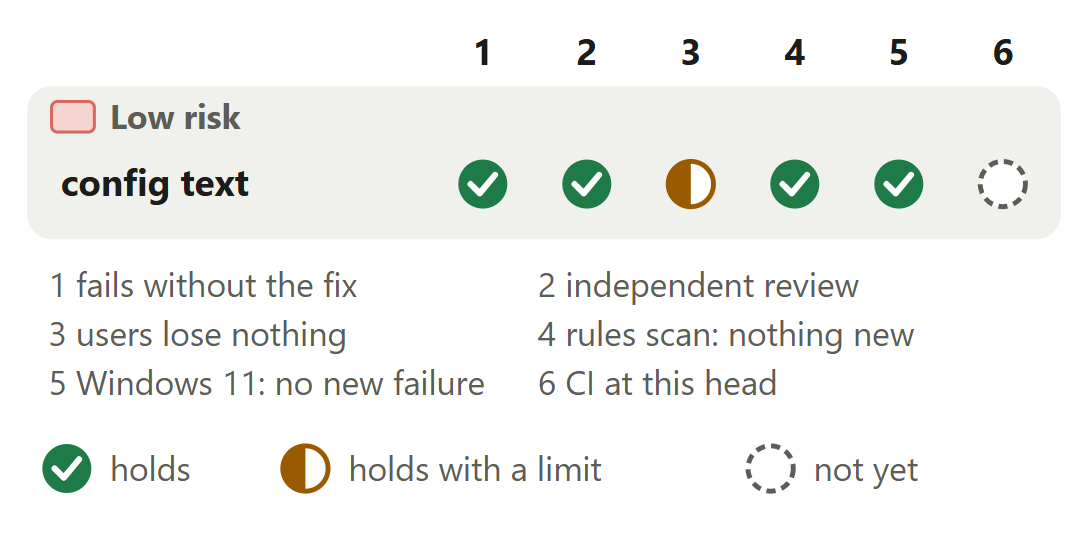 1 2 3 4 5 6
Low risk
config text
1 fails without the fix 2 independent review
3 users lose nothing 4 rules scan: nothing new
5 Windows 11: no new failure 6 CI at this head
holds holds with a limit not yet